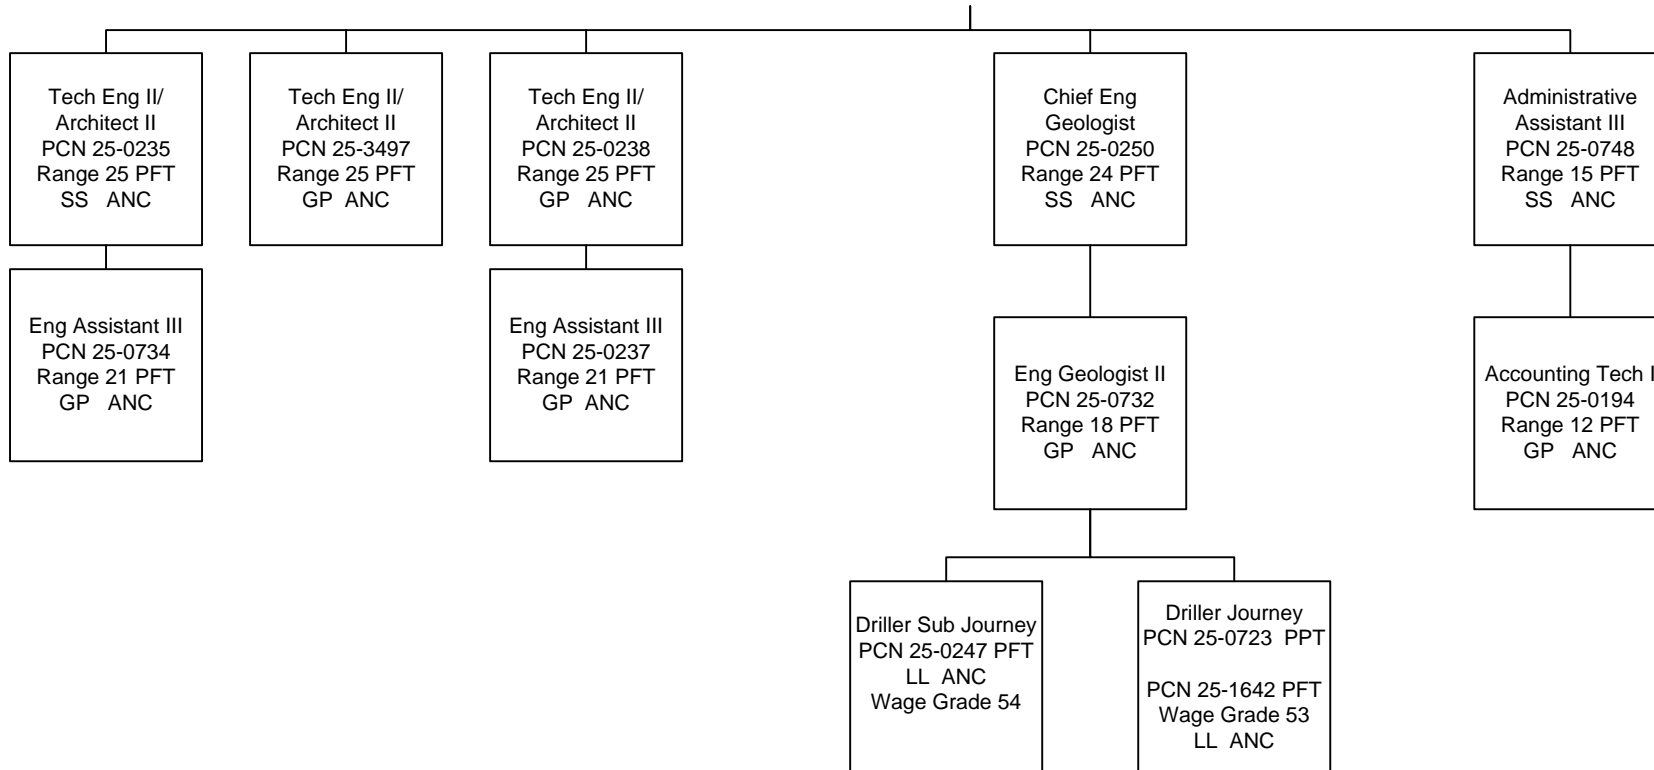 Tech Eng II/
Architect II
PCN 25-0235
Range 25 PFT
SS ANC
Tech Eng II/
Architect II
PCN 25-3497
Range 25 PFT
GP ANC
Tech Eng II/
Architect II
PCN 25-0238
Range 25 PFT
GP ANC
Chief Eng
Geologist
PCN 25-0250
Range 24 PFT
SS ANC
Administrative
Assistant III
PCN 25-0748
Range 15 PFT
SS ANC
Eng Assistant III
PCN 25-0734
Range 21 PFT
GP ANC
Eng Assistant III
PCN 25-0237
Range 21 PFT
GP ANC
Eng Geologist II
PCN 25-0732
Range 18 PFT
GP ANC
Accounting Tech I
PCN 25-0194
Range 12 PFT
GP ANC
Driller Sub Journey
PCN 25-0247 PFT
LL ANC
Wage Grade 54
Driller Journey
PCN 25-0723 PPT
PCN 25-1642 PFT
Wage Grade 53
LL ANC